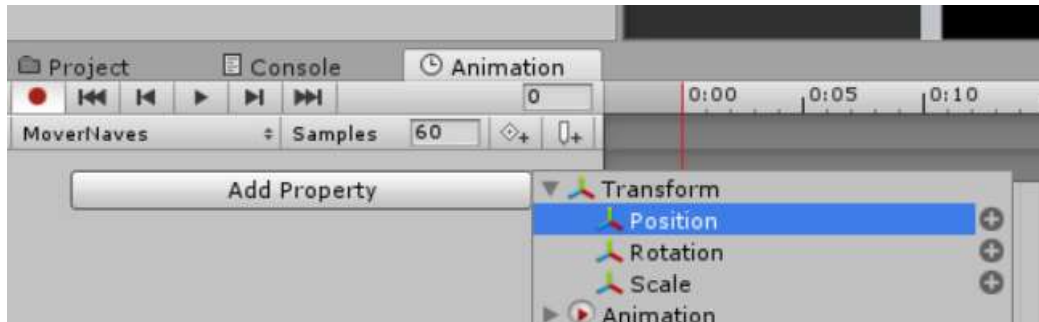 Project Console Animation
0 0:00 0:05 0:10
MoverNaves Samples 60
Add Property Transform
Position
Rotation
Scale
Animation